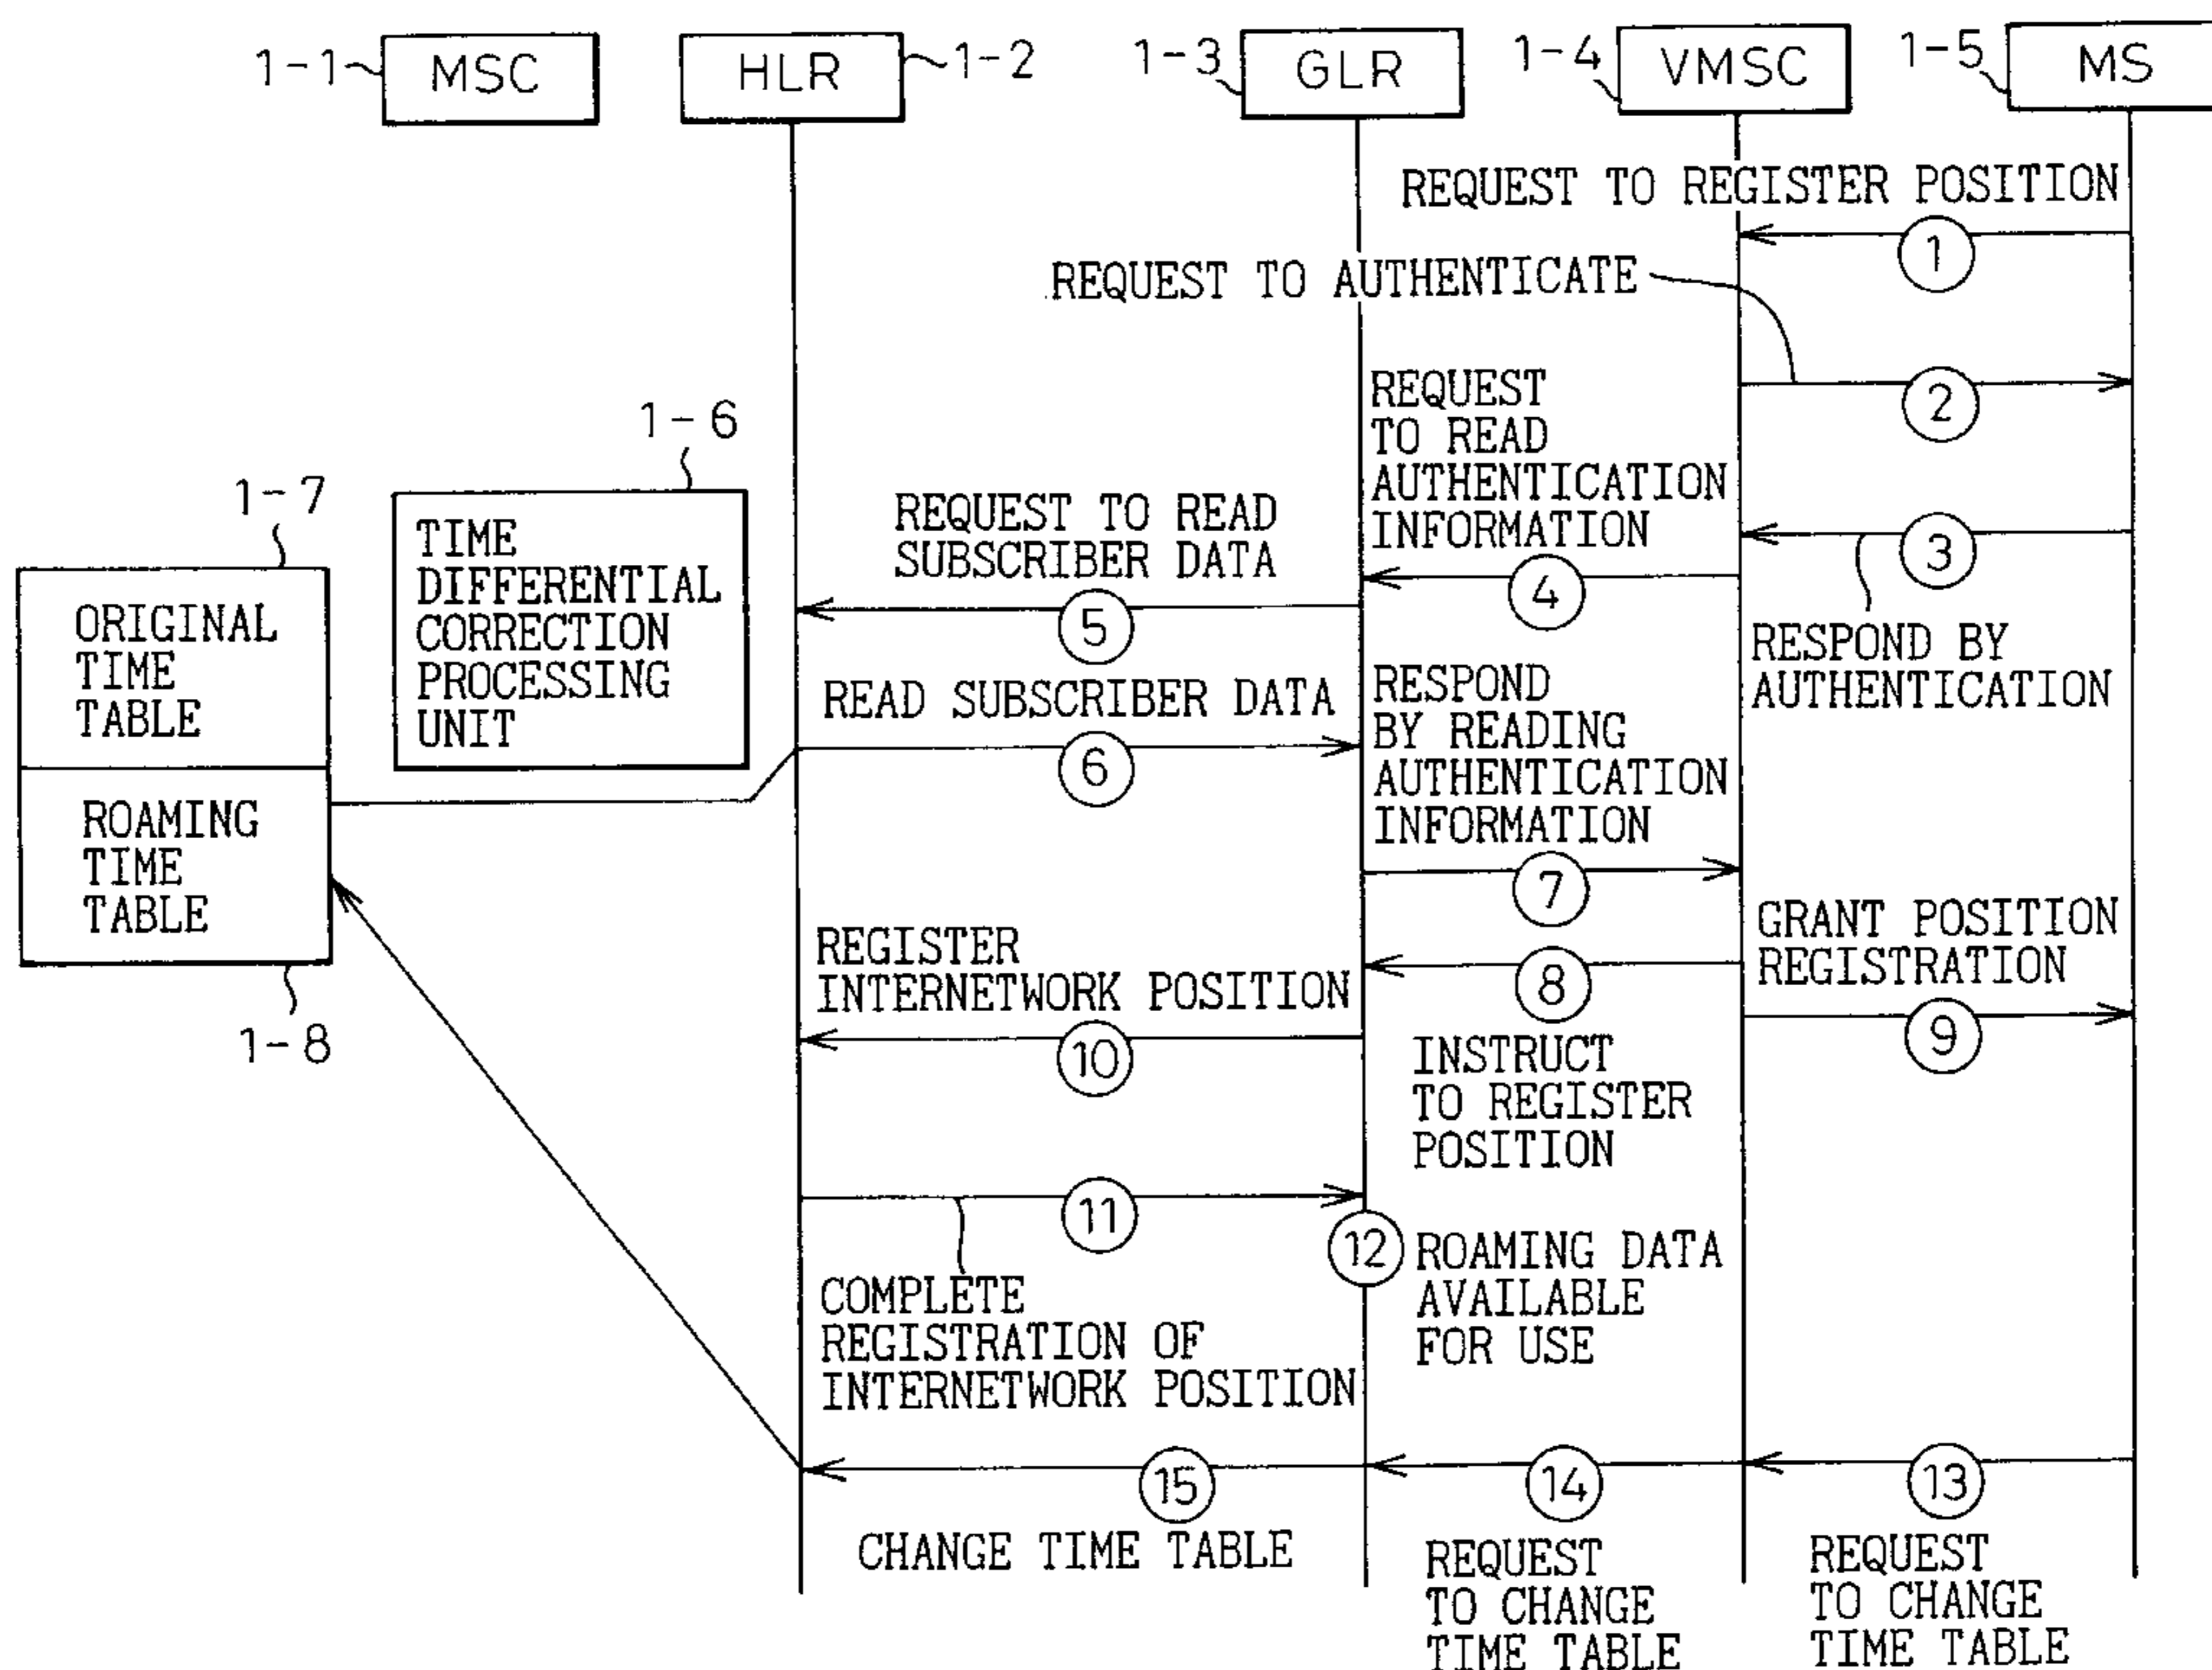 1-1
MSC
HLR
1-2
1-3
GLR
1-4
VMSC
1-5
MS
REQUEST TO REGISTER POSITION
1
REQUEST TO AUTHENTICATE
2
REQUEST
TO READ
AUTHENTICATION
INFORMATION
3
RESPOND BY
AUTHENTICATION
4
REQUEST TO READ
SUBSCRIBER DATA
5
1-6
TIME
DIFFERENTIAL
CORRECTION
PROCESSING
UNIT
1-7
ORIGINAL
TIME
TABLE
ROAMING
TIME
TABLE
1-8
READ SUBSCRIBER DATA
6
RESPOND
BY READING
AUTHENTICATION
INFORMATION
7
GRANT POSITION
REGISTRATION
8
9
INSTRUCT
TO REGISTER
POSITION
REGISTER
INTERNETWORK POSITION
10
11
COMPLETE
REGISTRATION OF
INTERNETWORK POSITION
12
ROAMING DATA
AVAILABLE
FOR USE
15
14
13
CHANGE TIME TABLE
REQUEST
TO CHANGE
TIME TABLE
REQUEST
TO CHANGE
TIME TABLE